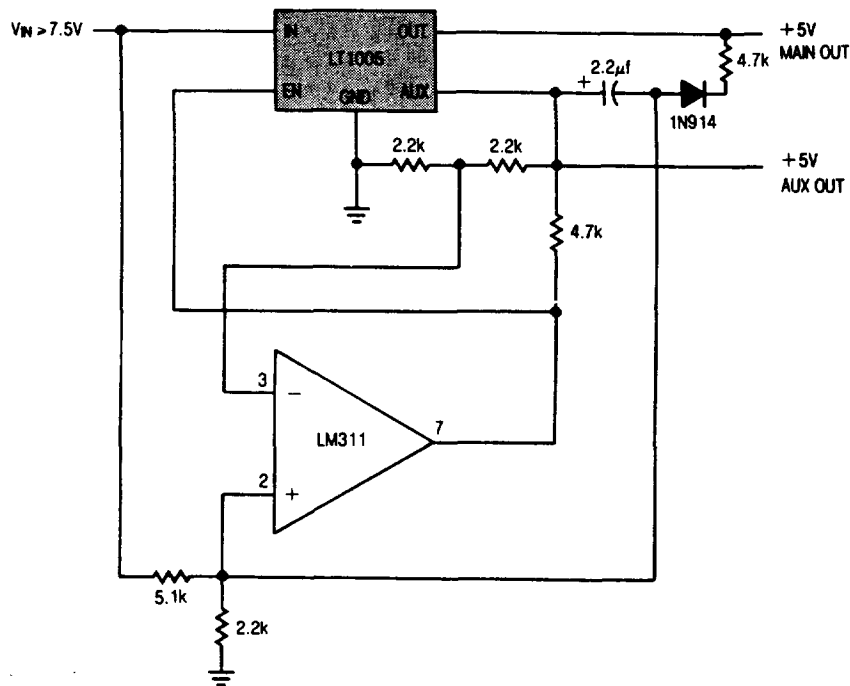 VIN > 7.5V
IN
OUT
LT1005
EN
GND
AUX
+5V
MAIN OUT
4.7k
2.2µf
+
1N914
2.2k
2.2k
+5V
AUX OUT
4.7k
3
−
LM311
7
2
+
5.1k
2.2k